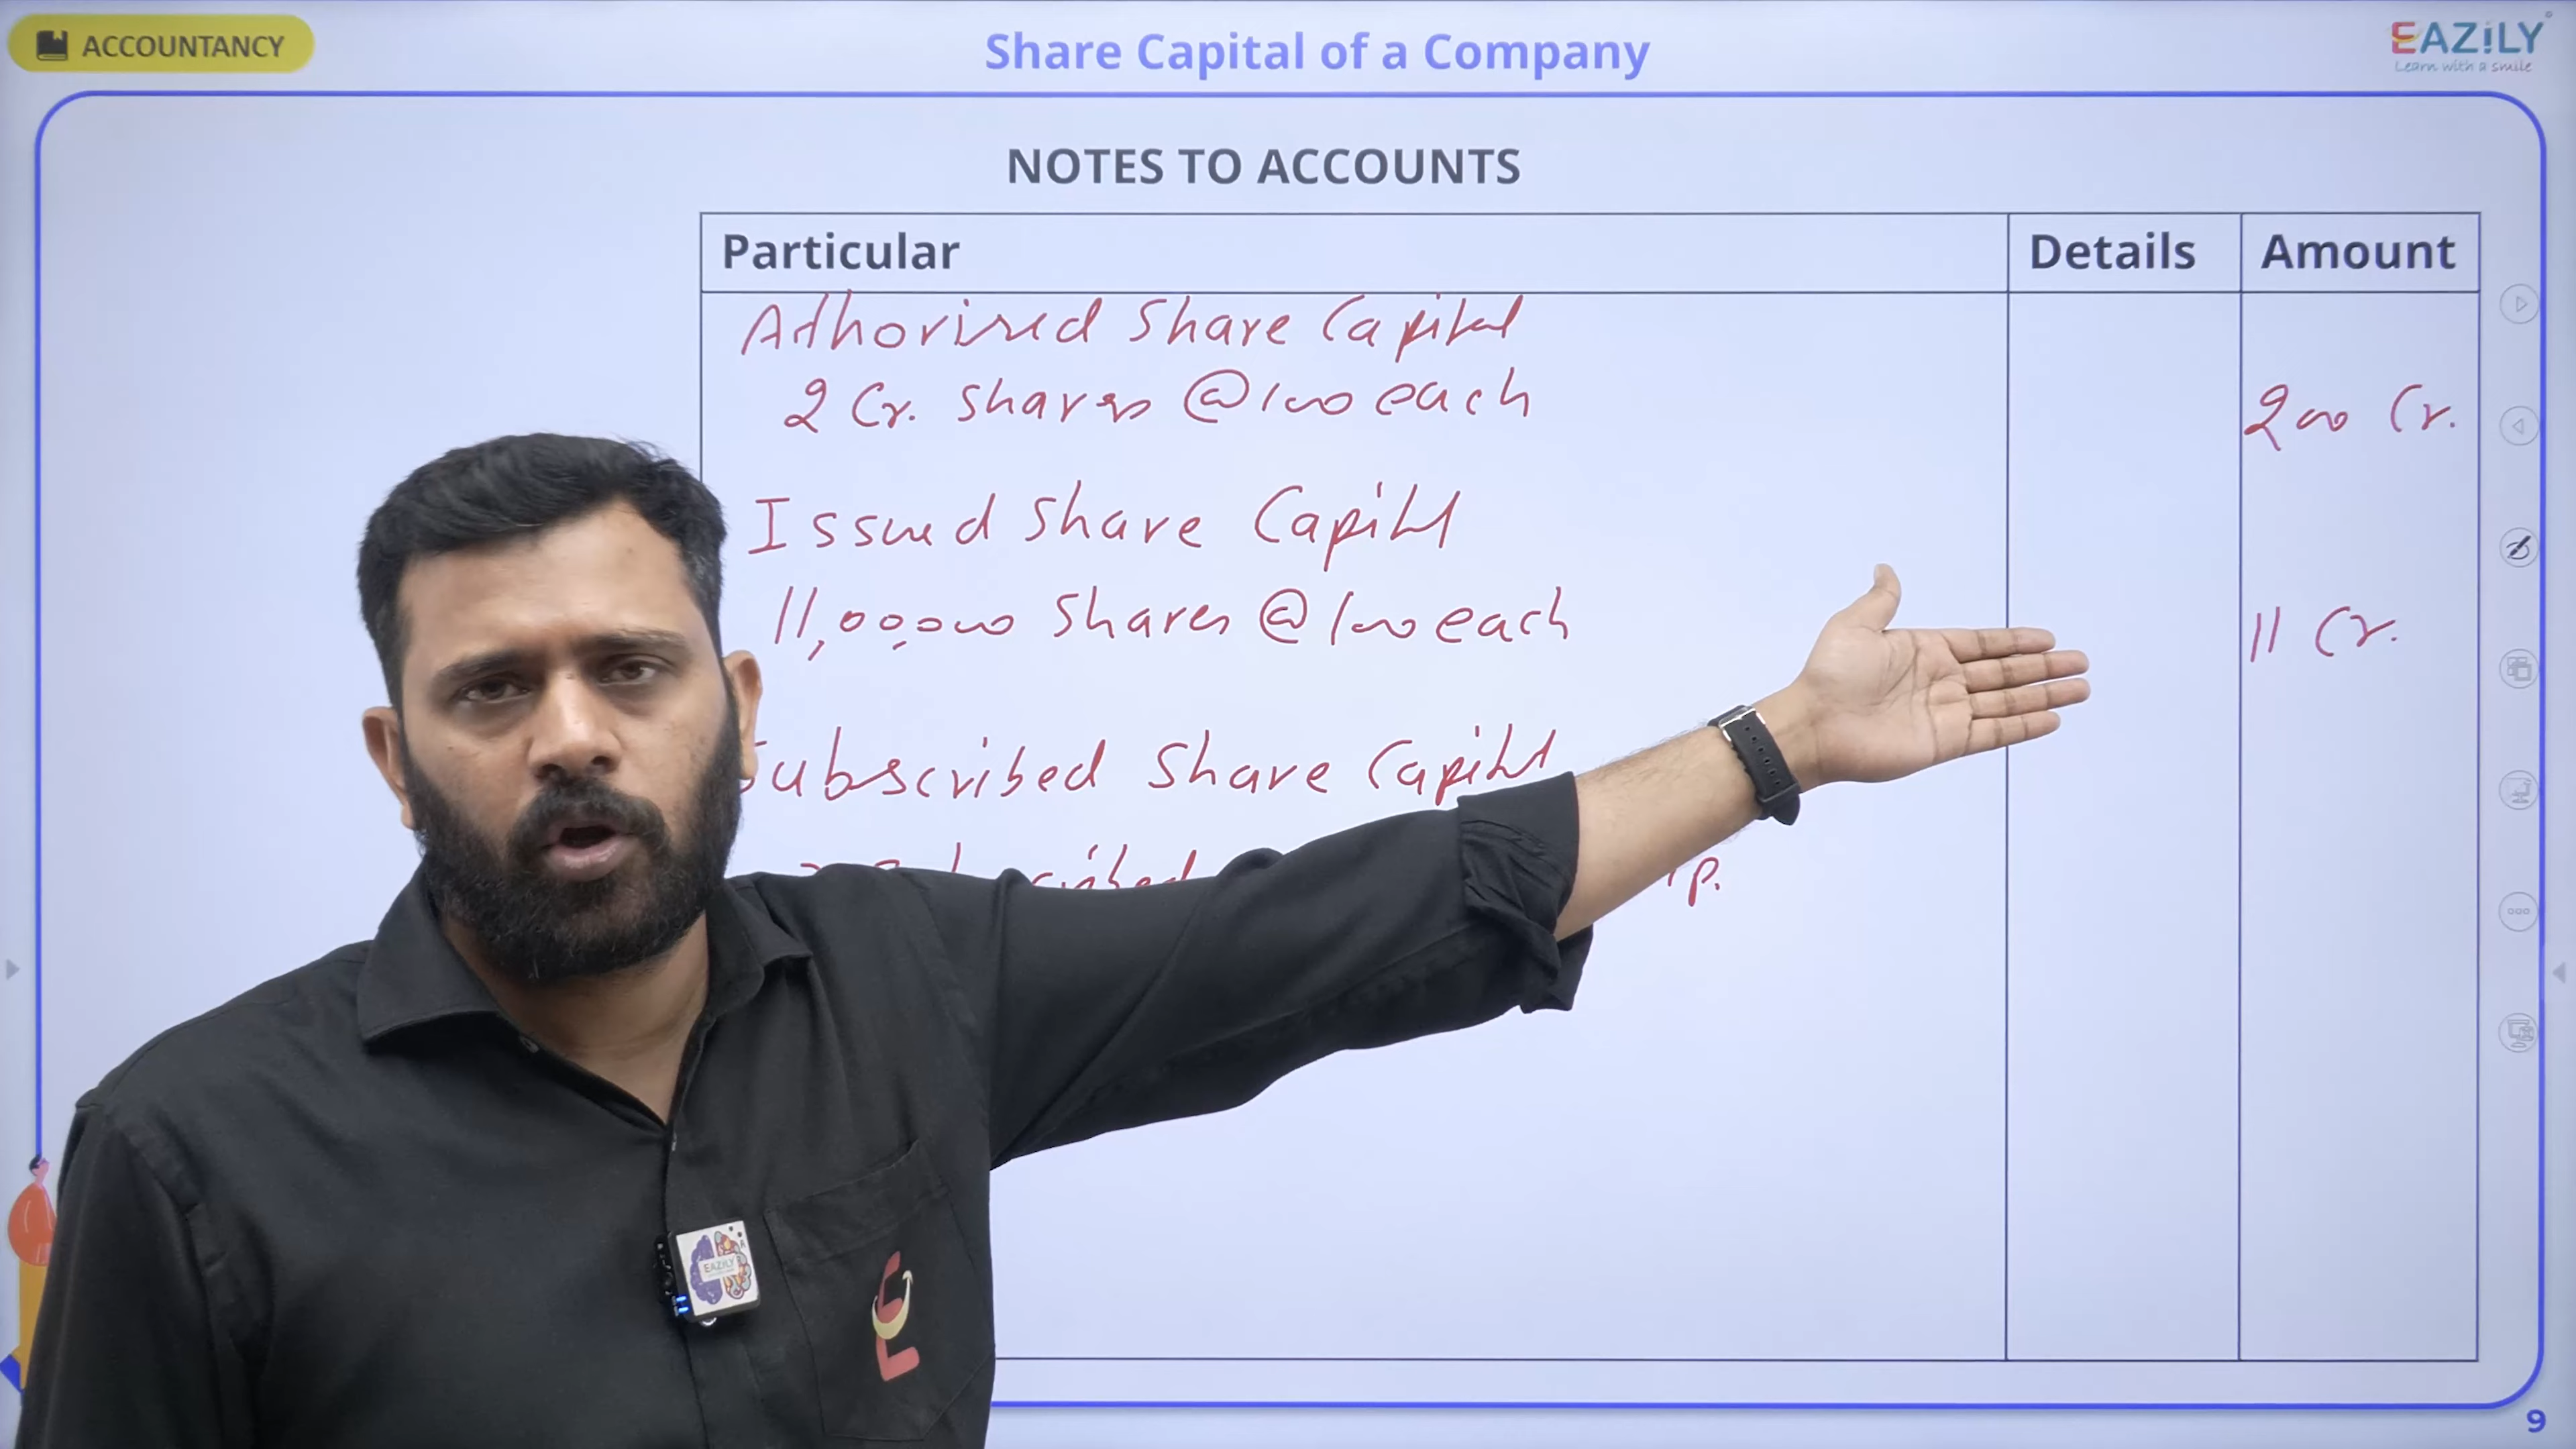 ACCOUNTANCY
Share Capital of a Company
EAZiLY
Learn with a smile
NOTES TO ACCOUNTS
Particular Details Amount
Authorised Share Capital
2 Cr. shares @100 each 200 Cr.
Issued Share Capital
11,00,000 Shares @100 each 11 Cr.
Subscribed Share Capital
EAZILY
9